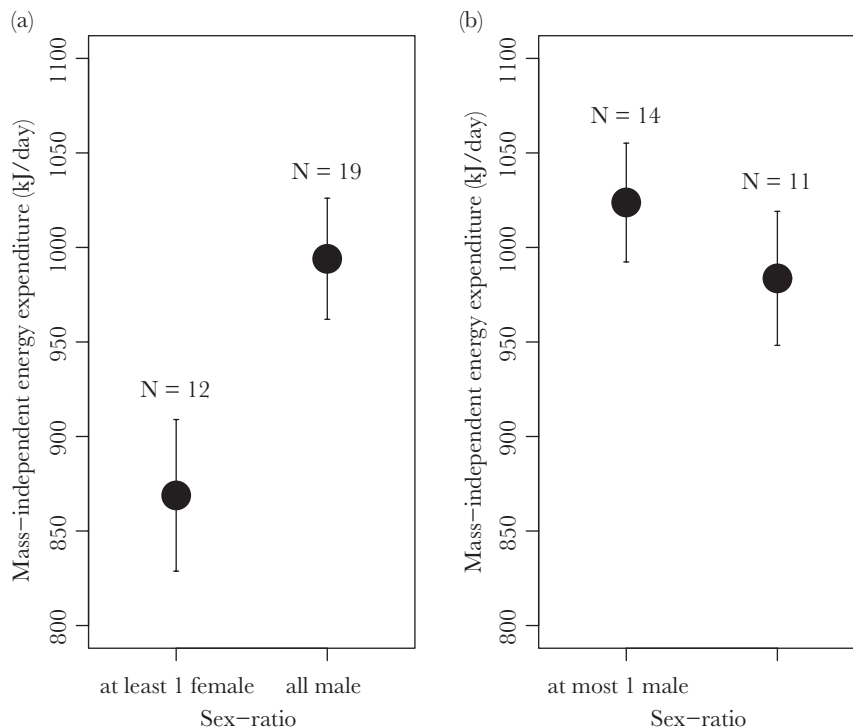 (a)
Mass−independent energy expenditure (kJ/day)
1100
1050
1000
950
900
850
800
N = 12
N = 19
at least 1 female
all male
Sex−ratio
(b)
Mass−independent energy expenditure (kJ/day)
1100
1050
1000
950
900
850
800
N = 14
N = 11
at most 1 male
Sex−ratio